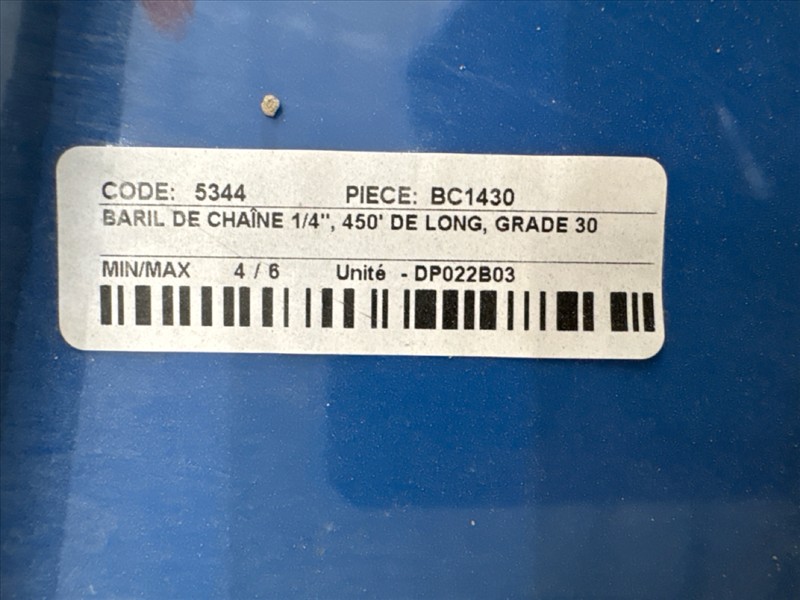 CODE: 5344 PIECE: BC1430
BARIL DE CHAÎNE 1/4", 450' DE LONG, GRADE 30
MIN/MAX 4 / 6 Unité - DP022B03